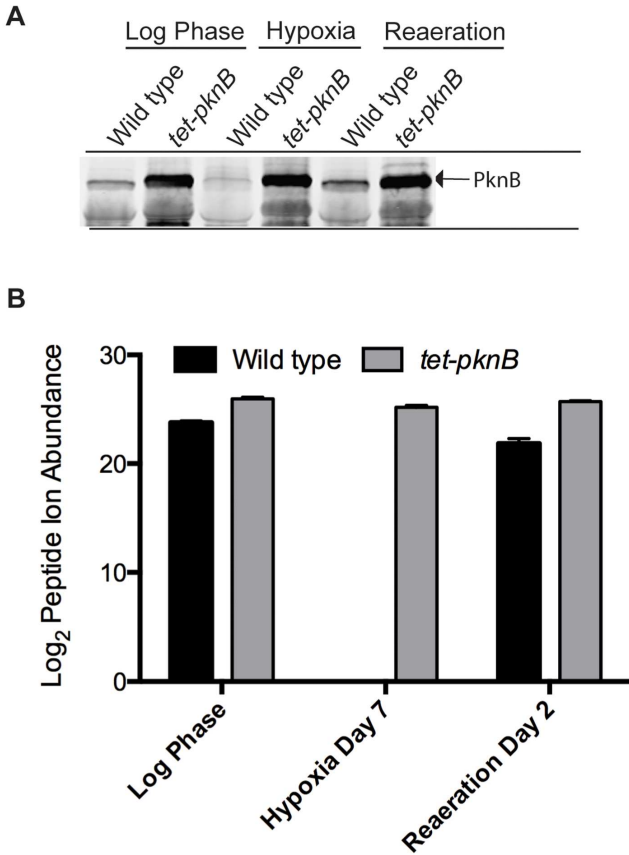 A
Log Phase Hypoxia Reaeration
Wild type tet-pknB Wild type tet-pknB Wild type tet-pknB
PknB
B
Wild type tet-pknB
Log2 Peptide Ion Abundance
30
20
10
0
Log Phase
Hypoxia Day 7
Reaeration Day 2